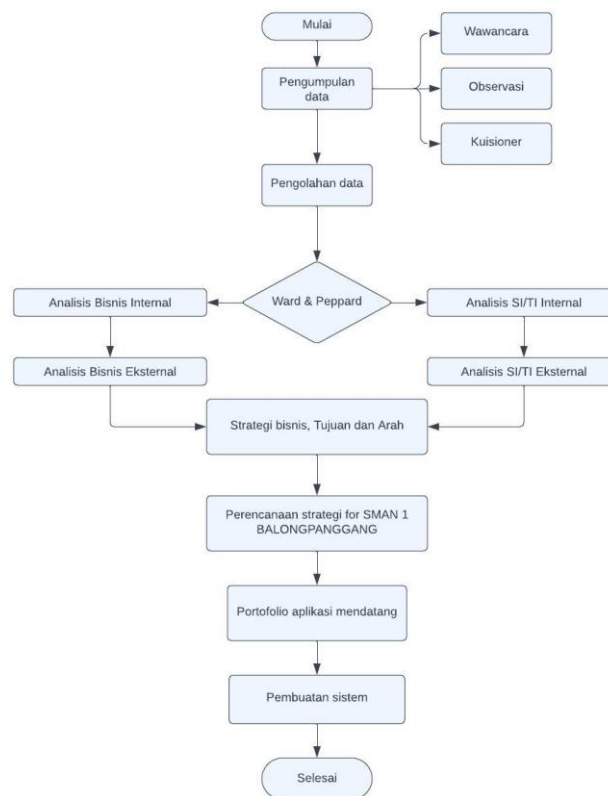 Mulai
Pengumpulan
data
Wawancara
Observasi
Kuisioner
Pengolahan data
Ward & Peppard
Analisis Bisnis Internal
Analisis SI/TI Internal
Analisis Bisnis Eksternal
Analisis SI/TI Eksternal
Strategi bisnis, Tujuan dan Arah
Perencanaan strategi for SMAN 1
BALONGPANGGANG
Portofolio aplikasi mendatang
Pembuatan sistem
Selesai